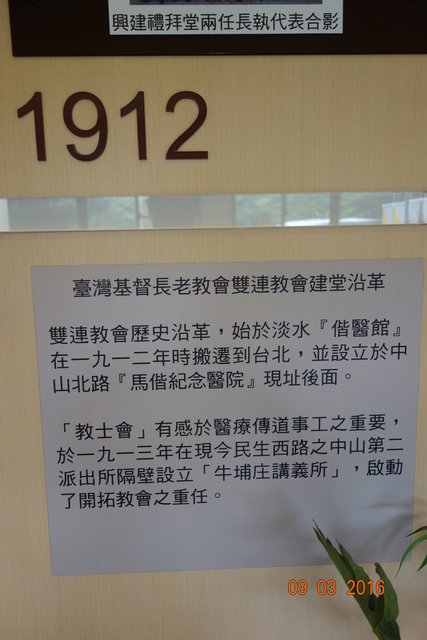 興建禮拜堂兩任長執代表合影
1912
臺灣基督長老教會雙連教會建堂沿革
雙連教會歷史沿革，始於淡水『偕醫館』
在一九一二年時搬遷到台北，並設立於中
山北路『馬偕紀念醫院』現址後面。
「教士會」有感於醫療傳道事工之重要，
於一九一三年在現今民生西路之中山第二
派出所隔壁設立「牛埔庄講義所」，啟動
了開拓教會之重任。
09 03 2016